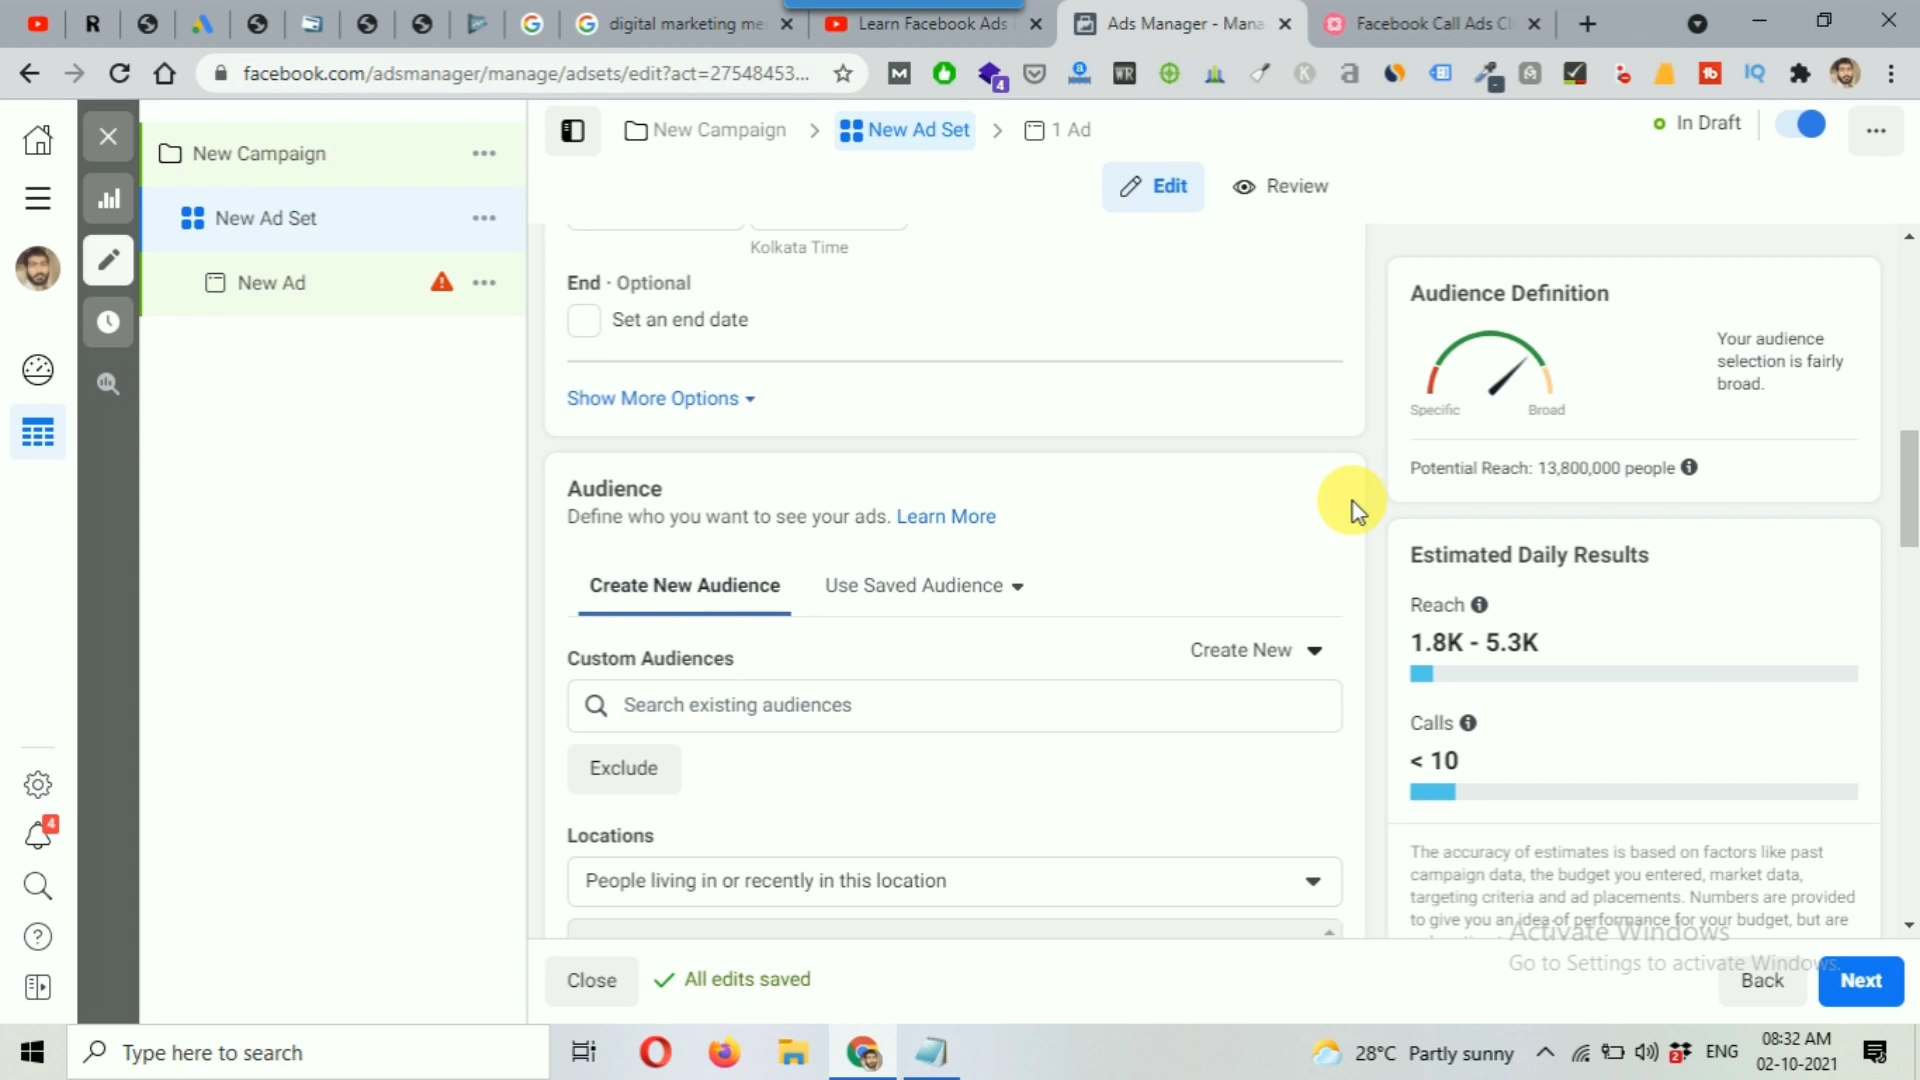 digital marketing me
Learn Facebook Ads
Ads Manager - Mana
Facebook Call Ads Cl
facebook.com/adsmanager/manage/adsets/edit?act=27548453...
New Campaign
New Ad Set
New Ad
New Campaign > New Ad Set > 1 Ad
In Draft
Edit
Review
Kolkata Time
End · Optional
Set an end date
Show More Options
Audience
Define who you want to see your ads. Learn More
Create New Audience
Use Saved Audience
Custom Audiences
Create New
Search existing audiences
Exclude
Locations
People living in or recently in this location
Audience Definition
Your audience
selection is fairly
broad.
Specific
Broad
Potential Reach: 13,800,000 people
Estimated Daily Results
Reach
1.8K - 5.3K
Calls
< 10
The accuracy of estimates is based on factors like past
campaign data, the budget you entered, market data,
targeting criteria and ad placements. Numbers are provided
to give you an idea of performance for your budget, but are
Activate Windows
Go to Settings to activate Windows.
Close
All edits saved
Back
Next
4
Type here to search
28°C Partly sunny
ENG
08:32 AM
02-10-2021